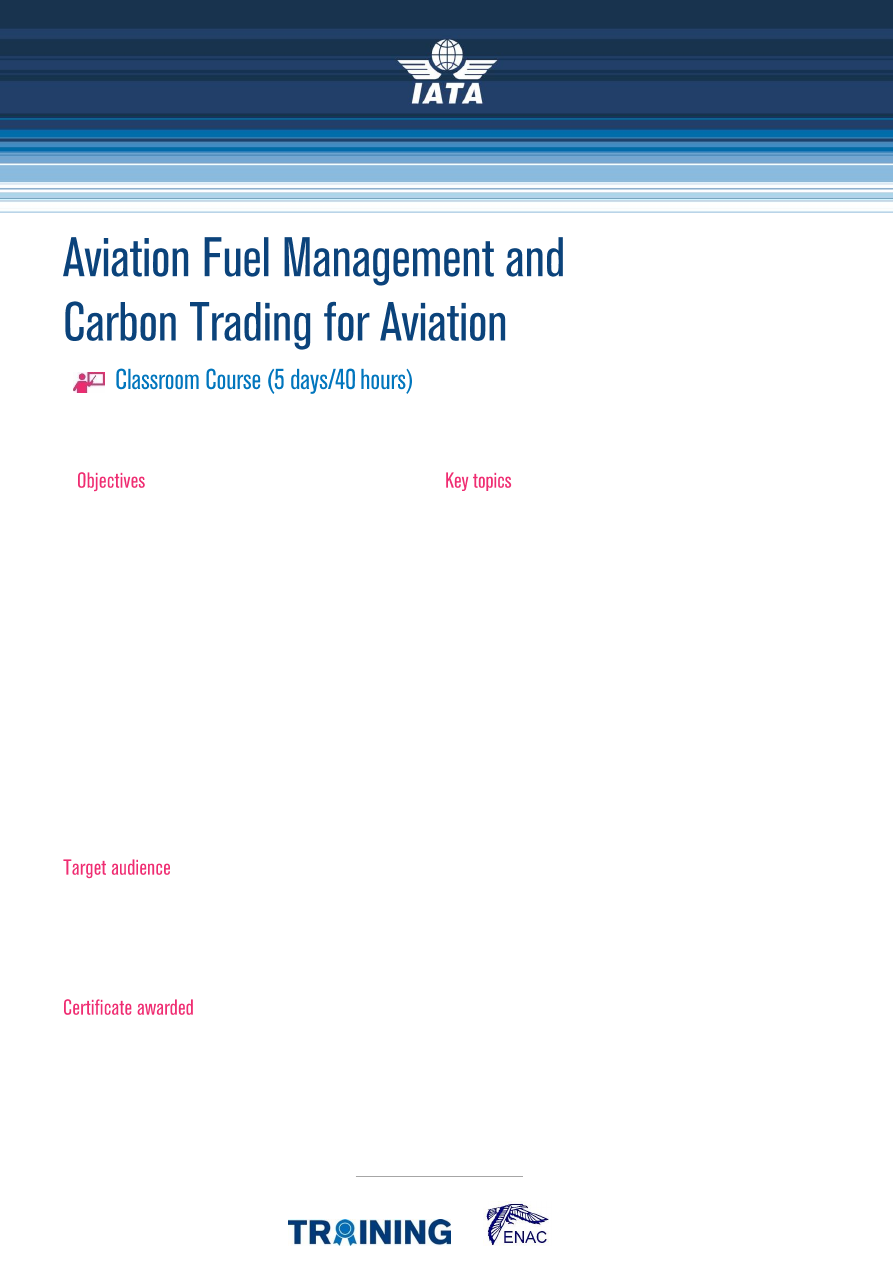 IATA
Aviation Fuel Management and
Carbon Trading for Aviation
Classroom Course (5 days/40 hours)
Objectives
Key topics
Target audience
Certificate awarded
TRAINING
ENAC